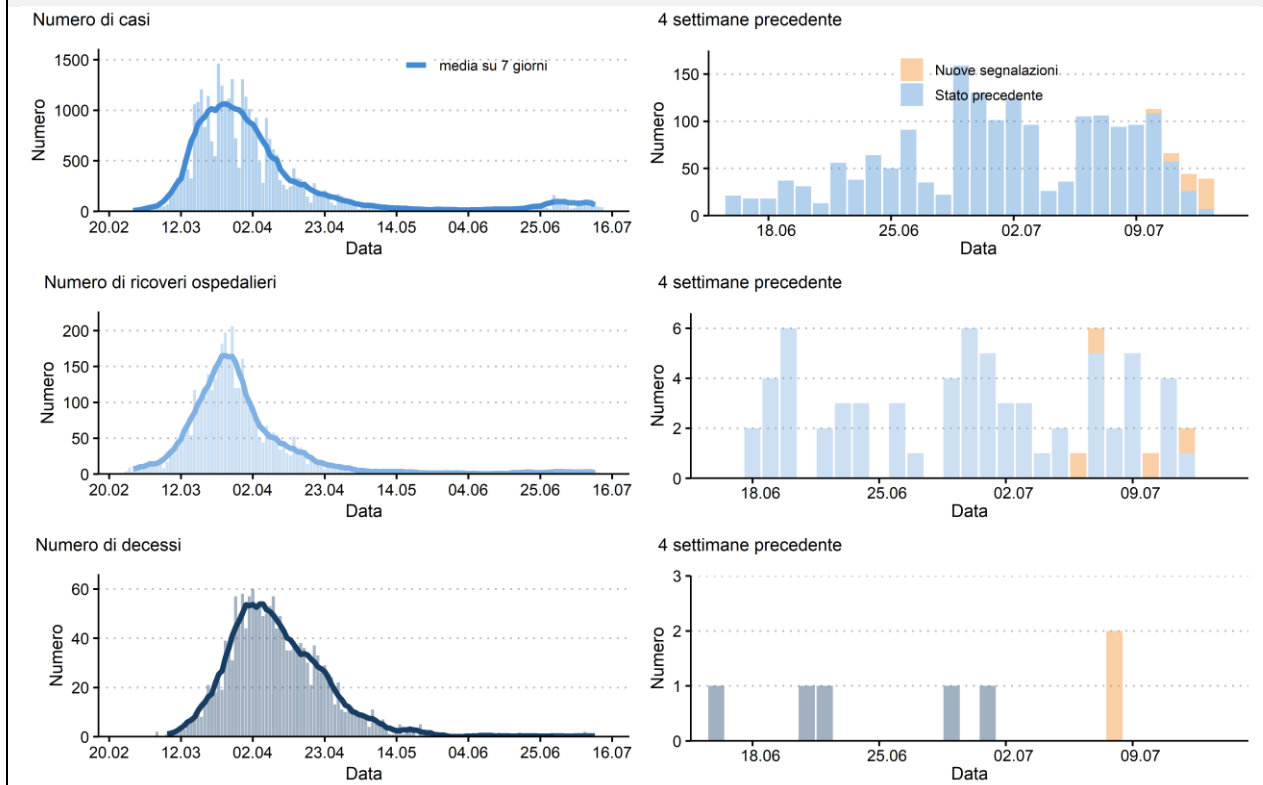 Numero di casi
1500
1000
500
0
Numero
media su 7 giorni
20.02 12.03 02.04 23.04 14.05 04.06 25.06 16.07
Data
4 settimane precedente
150
100
50
0
Numero
Nuove segnalazioni
Stato precedente
18.06 25.06 02.07 09.07
Data
Numero di ricoveri ospedalieri
200
150
100
50
0
Numero
20.02 12.03 02.04 23.04 14.05 04.06 25.06 16.07
Data
4 settimane precedente
6
4
2
0
Numero
18.06 25.06 02.07 09.07
Data
Numero di decessi
60
40
20
0
Numero
20.02 12.03 02.04 23.04 14.05 04.06 25.06 16.07
Data
4 settimane precedente
3
2
1
0
Numero
18.06 25.06 02.07 09.07
Data